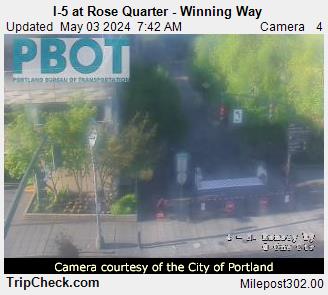 I-5 at Rose Quarter - Winning Way
Updated May 03 2024 7:42 AM Camera 4
PBOT
PORTLAND BUREAU OF TRANSPORTATION
Camera courtesy of the City of Portland
TripCheck.com Milepost302.00